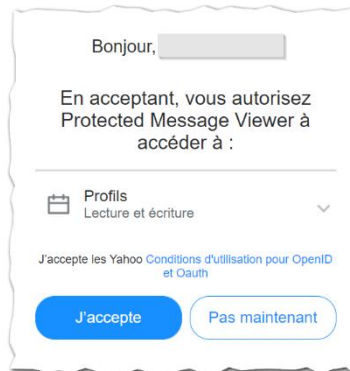 Bonjour,
En acceptant, vous autorisez
Protected Message Viewer à
accéder à :
Profils
Lecture et écriture
J'accepte les Yahoo Conditions d'utilisation pour OpenID
et Oauth
J'accepte
Pas maintenant